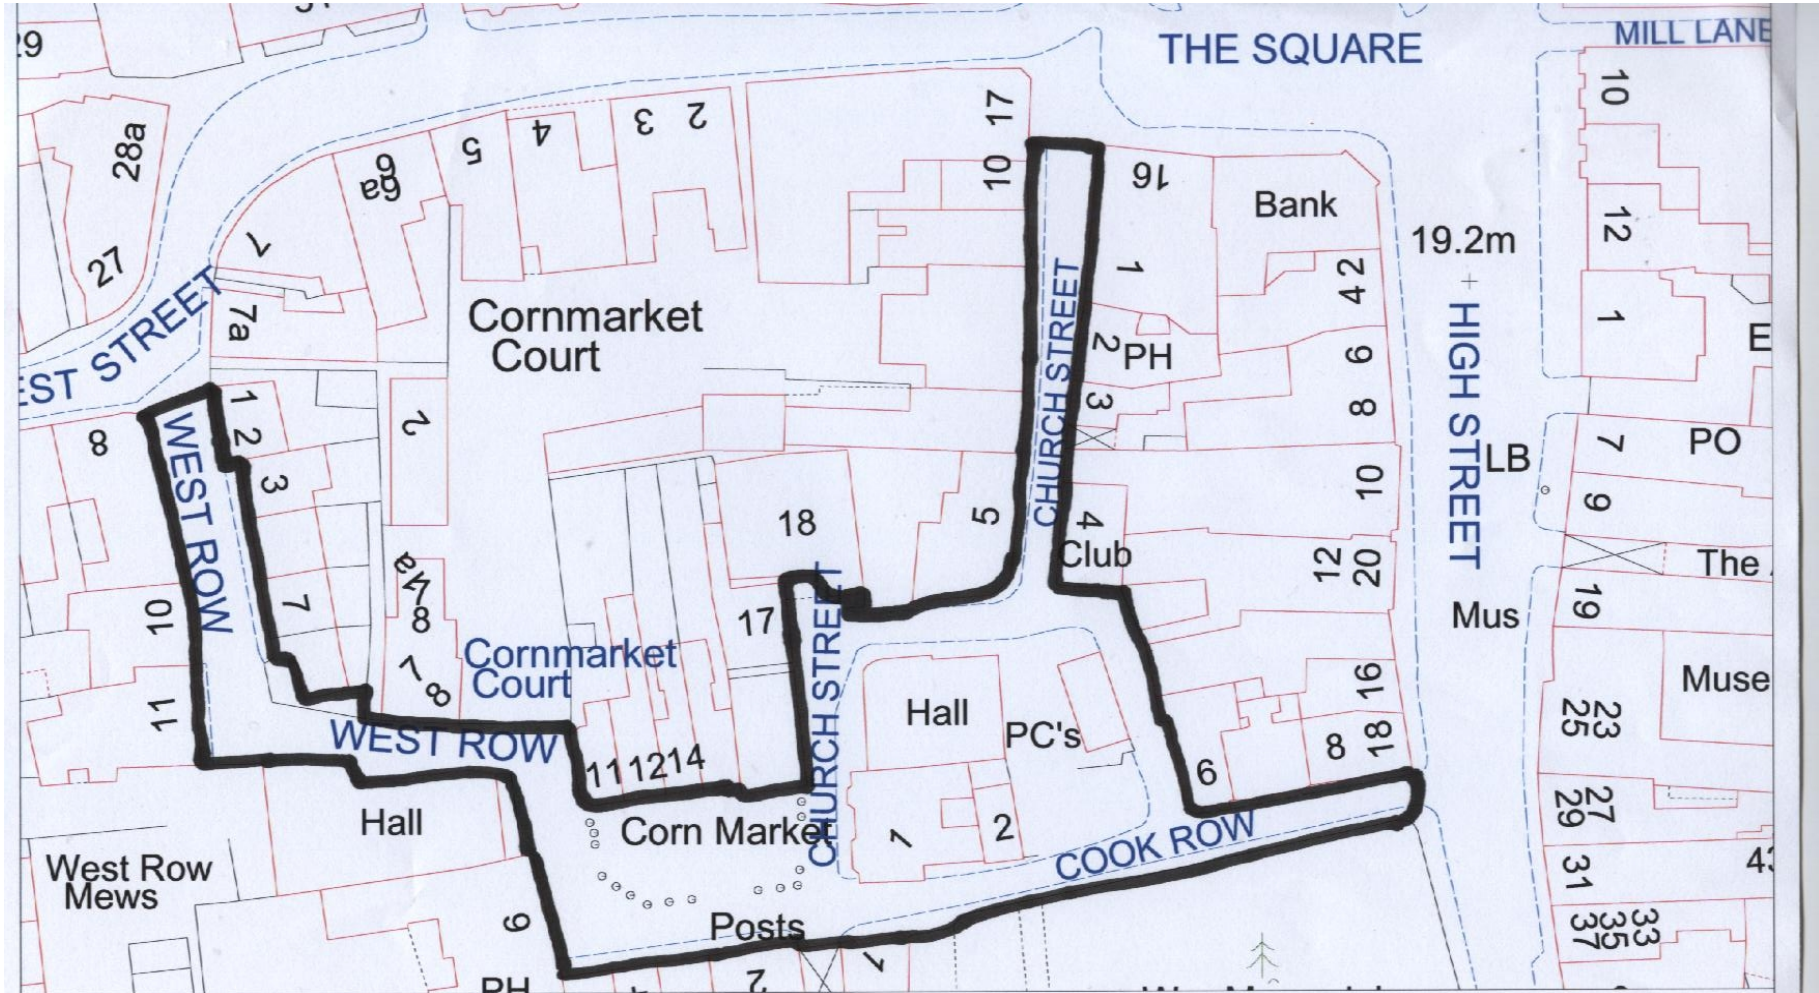 THE SQUARE
MILL LANE
29
28a
27
7
6
6a
5
4
3
2
17
10
16
Bank
19.2m
10
12
1
EST STREET
7a
Cornmarket
Court
CHURCH STREET
1
2
PH
3
42
6
8
HIGH STREET
LB
7
PO
9
8
WEST ROW
1
2
3
2
7
10
11
4a
8
7
8
Cornmarket
Court
18
17
5
4
Club
10
12
20
The
Mus
19
Muse
CHURCH STREET
Hall
PC's
16
18
8
6
23
25
WEST ROW
11
12
14
Corn Market
Hall
1
2
COOK ROW
27
29
31
West Row
Mews
9
Posts
33
35
37
PH
2
1